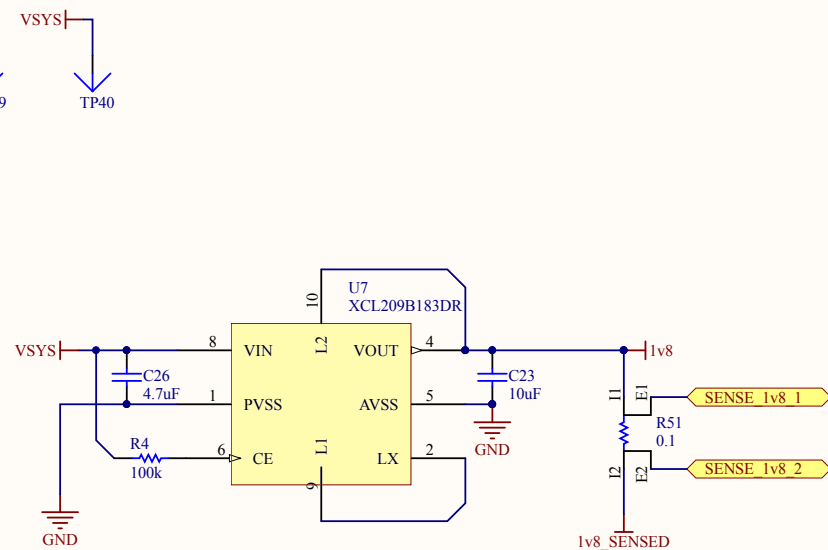 VSYS
9
TP40
U7
XCL209B183DR
10
L2
VSYS
8
VIN
VOUT
4
1v8
C26
4.7uF
C23
10uF
1
PVSS
AVSS
5
I1
E1
SENSE_1v8_1
R51
0.1
GND
R4
100k
6
CE
L1
LX
2
I2
E2
SENSE_1v8_2
9
GND
1v8_SENSED